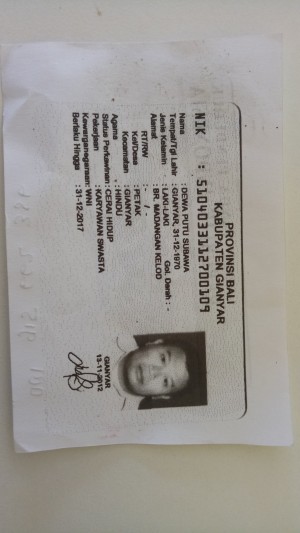 PROVINSI BALI
KABUPATEN GIANYAR
NIK : 5104033112700109
Nama : DEWA PUTU SUBAWA
Tempat/Tgl Lahir : GIANYAR, 31-12-1970
Jenis Kelamin : LAKI-LAKI Gol. Darah : -
Alamat : BR. MADANGAN KELOD
RT/RW : - / -
Kel/Desa : PETAK
Kecamatan : GIANYAR
Agama : HINDU
Status Perkawinan : CERAI HIDUP
Pekerjaan : KARYAWAN SWASTA
Kewarganegaraan: WNI
Berlaku Hingga : 31-12-2017
GIANYAR
13-11-2012